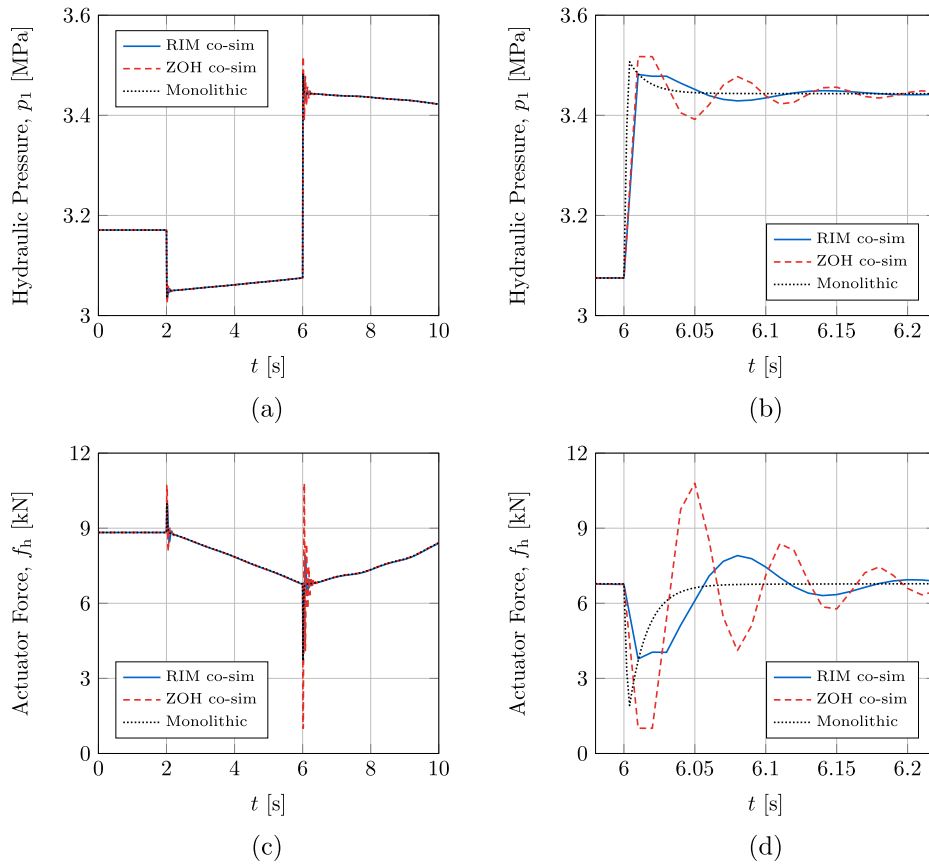 Hydraulic Pressure, p₁ [MPa]
3.6
3.4
3.2
3
RIM co-sim
ZOH co-sim
Monolithic
0 2 4 6 8 10
t [s]
(a)
Hydraulic Pressure, p₁ [MPa]
3.6
3.4
3.2
3
RIM co-sim
ZOH co-sim
Monolithic
6 6.05 6.1 6.15 6.2
t [s]
(b)
Actuator Force, fₕ [kN]
12
9
6
3
0
RIM co-sim
ZOH co-sim
Monolithic
0 2 4 6 8 10
t [s]
(c)
Actuator Force, fₕ [kN]
12
9
6
3
0
RIM co-sim
ZOH co-sim
Monolithic
6 6.05 6.1 6.15 6.2
t [s]
(d)